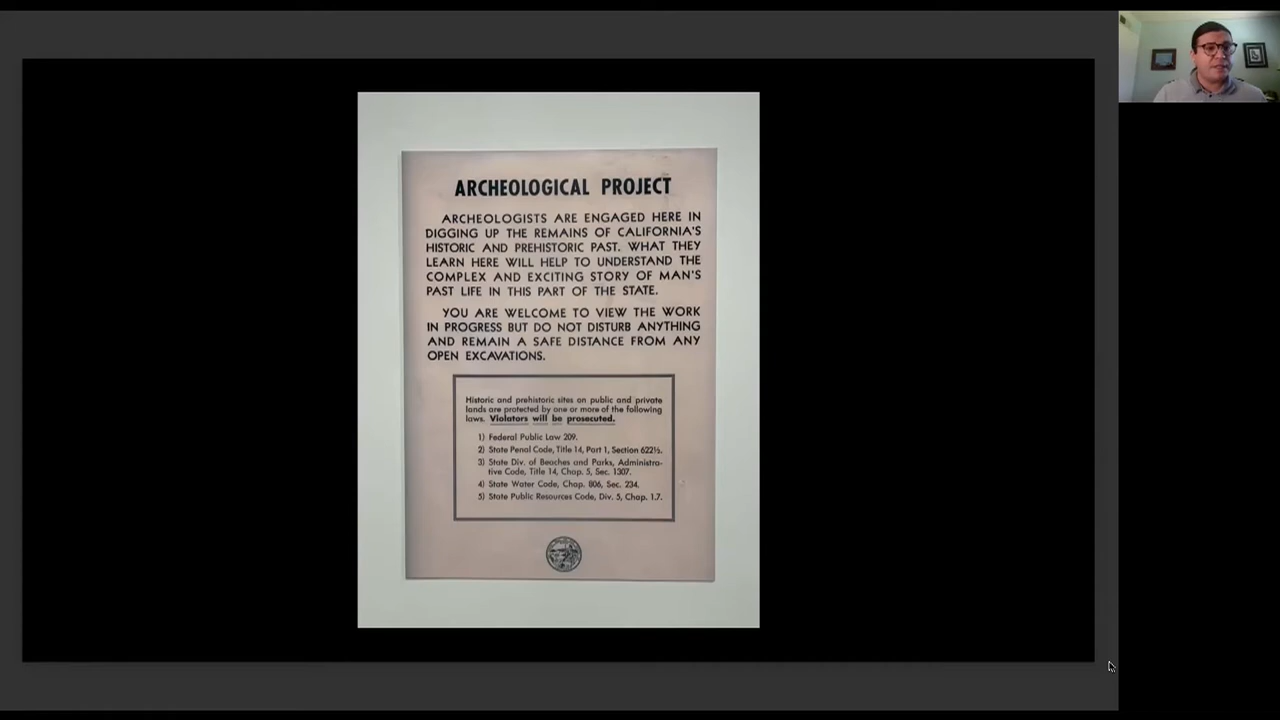 ARCHEOLOGICAL PROJECT
ARCHEOLOGISTS ARE ENGAGED HERE IN
DIGGING UP THE REMAINS OF CALIFORNIA'S
HISTORIC AND PREHISTORIC PAST. WHAT THEY
LEARN HERE WILL HELP TO UNDERSTAND THE
COMPLEX AND EXCITING STORY OF MAN'S
PAST LIFE IN THIS PART OF THE STATE.
YOU ARE WELCOME TO VIEW THE WORK
IN PROGRESS BUT DO NOT DISTURB ANYTHING
AND REMAIN A SAFE DISTANCE FROM ANY
OPEN EXCAVATIONS.
Historic and prehistoric sites on public and private
lands are protected by one or more of the following
laws. Violators will be prosecuted.
1) Federal Public Law 209.
2) State Penal Code, Title 14, Part 1, Section 622½.
3) State Div. of Beaches and Parks, Administra-
tive Code, Title 14, Chap. 5, Sec. 1307.
4) State Water Code, Chap. 806, Sec. 234.
5) State Public Resources Code, Div. 5, Chap. 1.7.